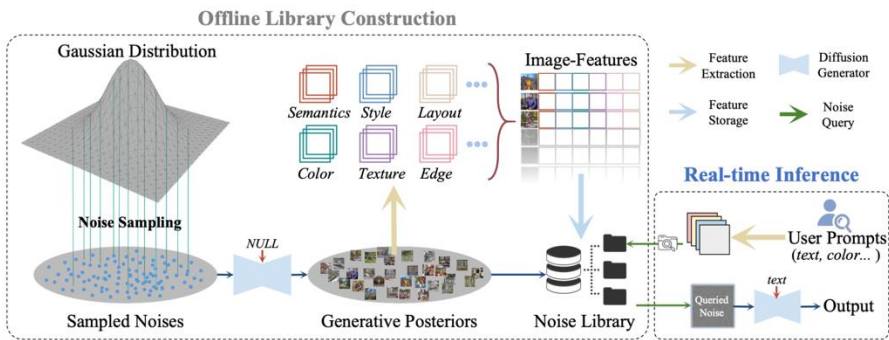 Offline Library Construction
Gaussian Distribution
Image-Features
Semantics
Style
Layout
Color
Texture
Edge
Noise Sampling
NULL
Sampled Noises
Generative Posteriors
Noise Library
Feature
Extraction
Diffusion
Generator
Feature
Storage
Noise
Query
Real-time Inference
User Prompts
(text, color... )
Queried
Noise
text
Output